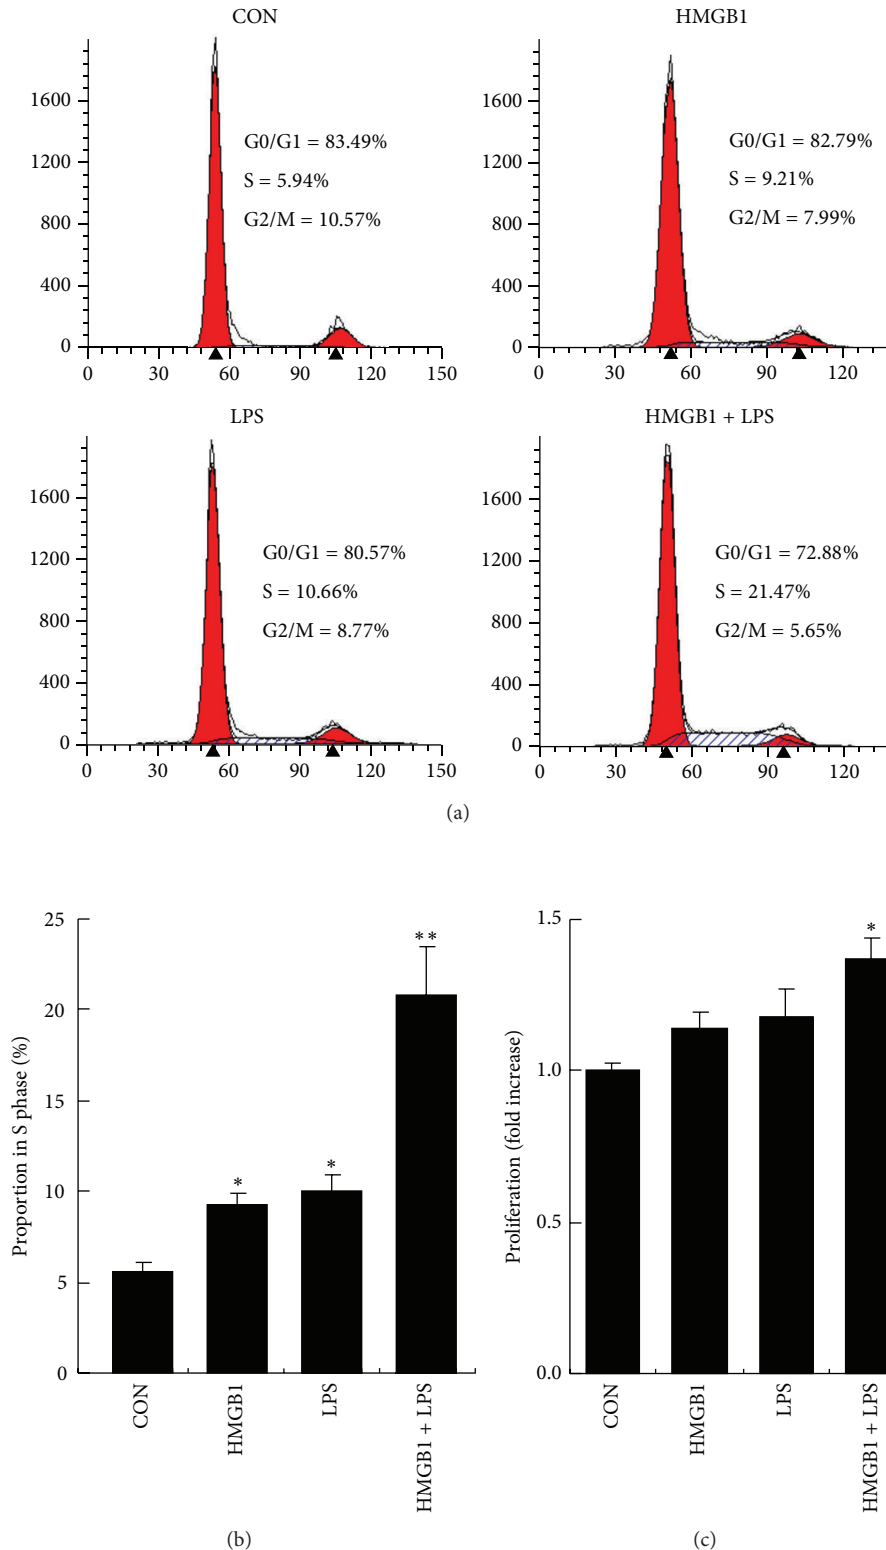 CON
1600
1200
800
400
0
G0/G1 = 83.49%
S = 5.94%
G2/M = 10.57%
0 30 60 90 120 150
HMGB1
1600
1200
800
400
0
G0/G1 = 82.79%
S = 9.21%
G2/M = 7.99%
0 30 60 90 120
LPS
1600
1200
800
400
0
G0/G1 = 80.57%
S = 10.66%
G2/M = 8.77%
0 30 60 90 120 150
HMGB1 + LPS
1600
1200
800
400
0
G0/G1 = 72.88%
S = 21.47%
G2/M = 5.65%
0 30 60 90 120
(a)
Proportion in S phase (%)
25
20
15
10
5
0
*
*
**
CON
HMGB1
LPS
HMGB1 + LPS
(b)
Proliferation (fold increase)
1.5
1.0
0.5
0.0
*
CON
HMGB1
LPS
HMGB1 + LPS
(c)